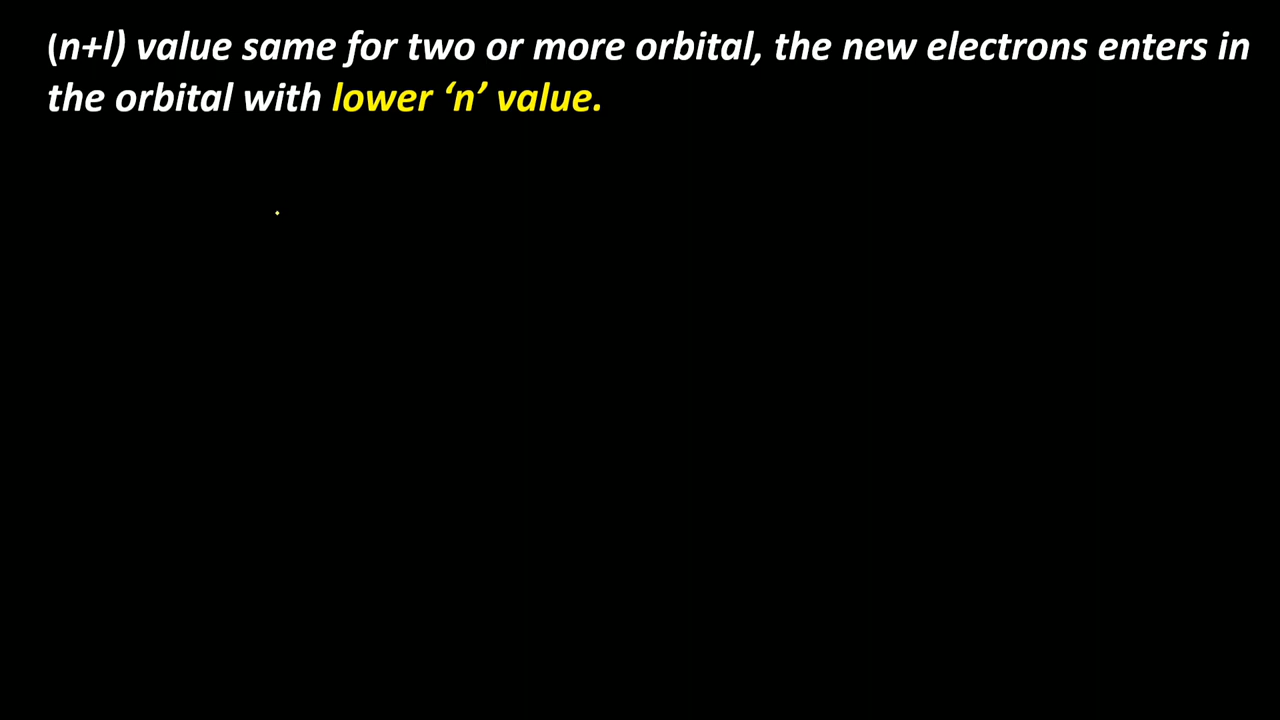 (n+l) value same for two or more orbital, the new electrons enters in
the orbital with lower ‘n’ value.